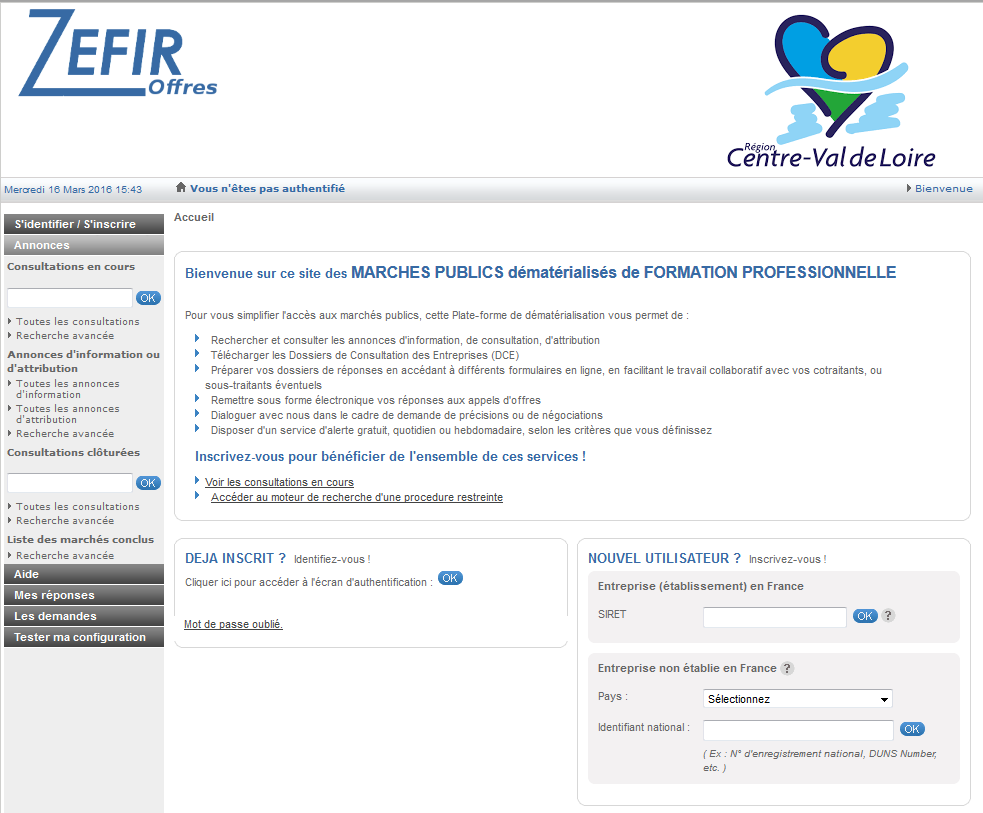 ZEFIR
Offres
Région
Centre-Val de Loire
Mercredi 16 Mars 2016 15:43
Vous n'êtes pas authentifié
Bienvenue
S'identifier / S'inscrire
Annonces
Consultations en cours
OK
Toutes les consultations
Recherche avancée
Annonces d'information ou
d'attribution
Toutes les annonces
d'information
Toutes les annonces
d'attribution
Recherche avancée
Consultations clôturées
OK
Toutes les consultations
Recherche avancée
Liste des marchés conclus
Recherche avancée
Aide
Mes réponses
Les demandes
Tester ma configuration
Accueil
Bienvenue sur ce site des MARCHES PUBLICS dématérialisés de FORMATION PROFESSIONNELLE
Pour vous simplifier l'accès aux marchés publics, cette Plate-forme de dématérialisation vous permet de :
Rechercher et consulter les annonces d'information, de consultation, d'attribution
Télécharger les Dossiers de Consultation des Entreprises (DCE)
Préparer vos dossiers de réponses en accédant à différents formulaires en ligne, en facilitant le travail collaboratif avec vos cotraitants, ou
sous-traitants éventuels
Remettre sous forme électronique vos réponses aux appels d'offres
Dialoguer avec nous dans le cadre de demande de précisions ou de négociations
Disposer d'un service d'alerte gratuit, quotidien ou hebdomadaire, selon les critères que vous définissez
Inscrivez-vous pour bénéficier de l'ensemble de ces services !
Voir les consultations en cours
Accéder au moteur de recherche d'une procedure restreinte
DEJA INSCRIT ? Identifiez-vous !
Cliquer ici pour accéder à l'écran d'authentification : OK
Mot de passe oublié.
NOUVEL UTILISATEUR ? Inscrivez-vous !
Entreprise (établissement) en France
SIRET OK ?
Entreprise non établie en France ?
Pays : Sélectionnez
Identifiant national : OK
( Ex : N° d'enregistrement national, DUNS Number,
etc. )